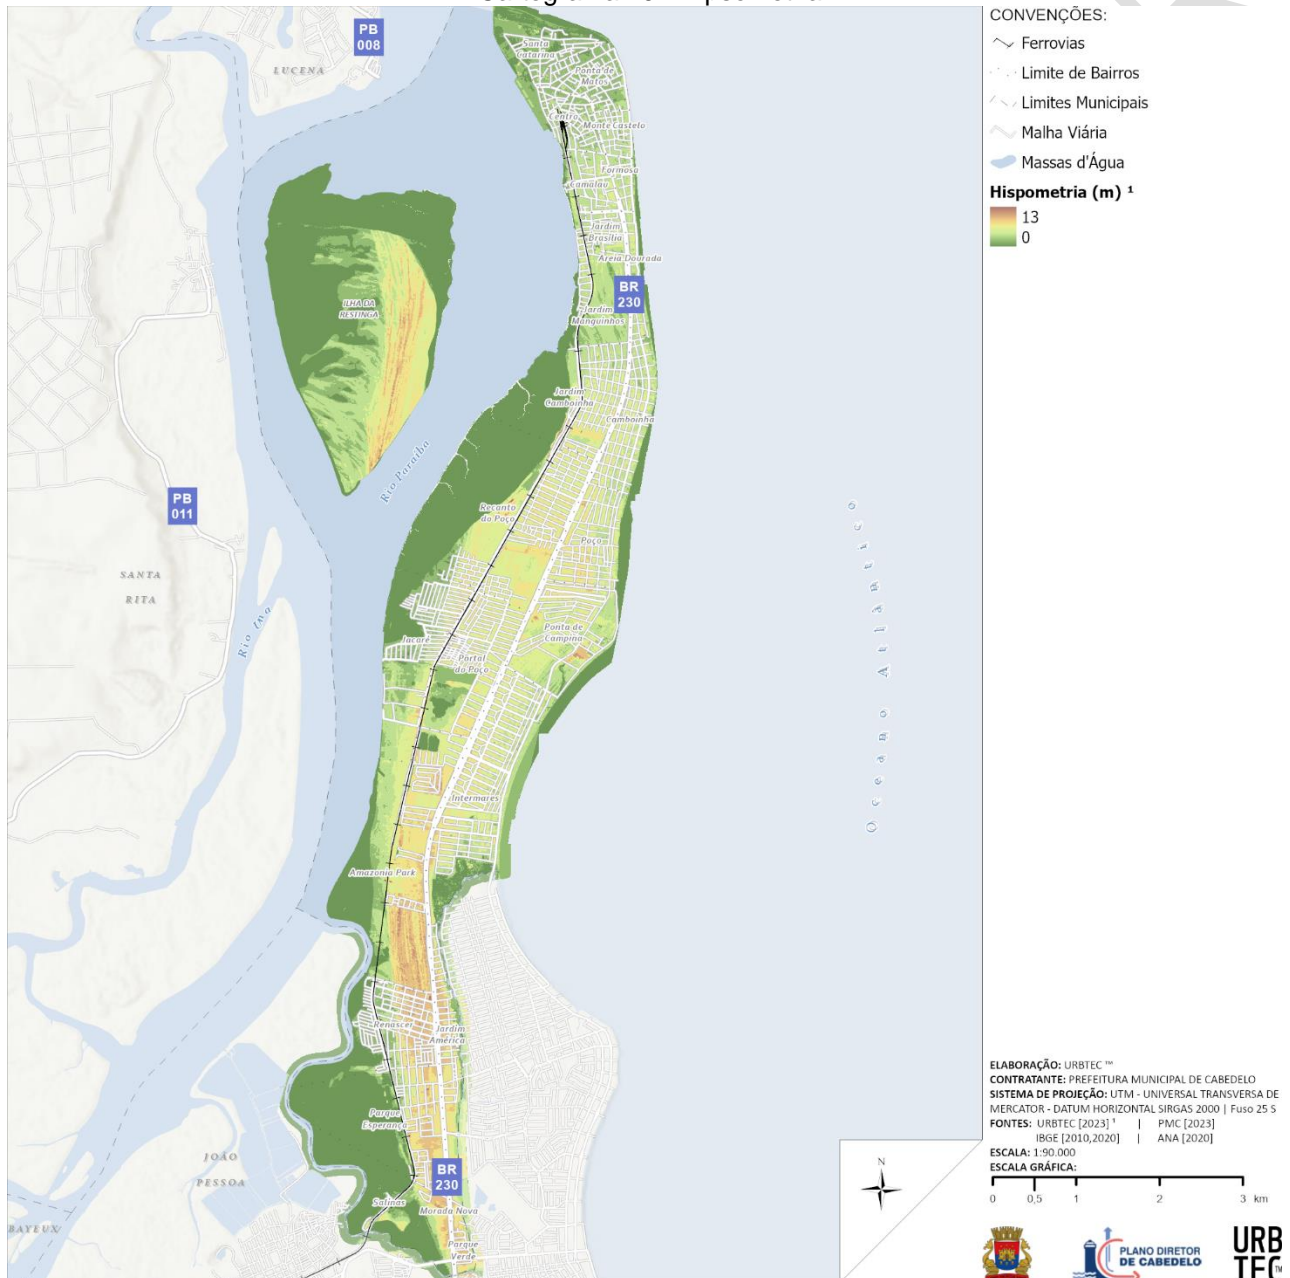 PB
008
LUCENA
Santa
Catarina
Ponta de
Matos
Centro
Monte Castelo
Formosa
Camalaú
Jardim
Brasília
Areia Dourada
BR
230
Jardim
Manguinhos
ILHA DA
RESTINGA
Jardim
Camboinha
Camboinha
Rio Paraíba
PB
011
Recanto
do Poço
Poço
SANTA
RITA
Rio
Ponta de
Campina
Jacaré
Portal
do Poço
Oceano Atlântico
Intermares
Amazonia Park
Renascer
Jardim
América
Parque
Esperança
JOÃO
PESSOA
BR
230
Salinas
Morada Nova
BAYEUX
Parque
Verde
CONVENÇÕES:
Ferrovias
Limite de Bairros
Limites Municipais
Malha Viária
Massas d'Água
Hispometria (m) ¹
13
0
N
ELABORAÇÃO: URBTEC ™
CONTRATANTE: PREFEITURA MUNICIPAL DE CABEDELO
SISTEMA DE PROJEÇÃO: UTM - UNIVERSAL TRANSVERSA DE
MERCATOR - DATUM HORIZONTAL SIRGAS 2000 | Fuso 25 S
FONTES: URBTEC [2023] ¹ | PMC [2023]
IBGE [2010,2020] | ANA [2020]
ESCALA: 1:90.000
ESCALA GRÁFICA:
0 0,5 1 2 3 km
PLANO DIRETOR
DE CABEDELO
URB
TEC™